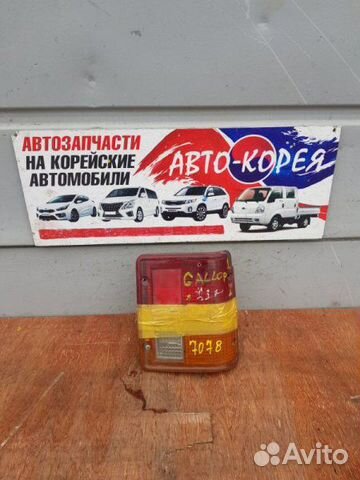 АВТОЗАПЧАСТИ
НА КОРЕЙСКИЕ
АВТОМОБИЛИ
АВТО-КОРЕЯ
GALLOP
7078
Avito